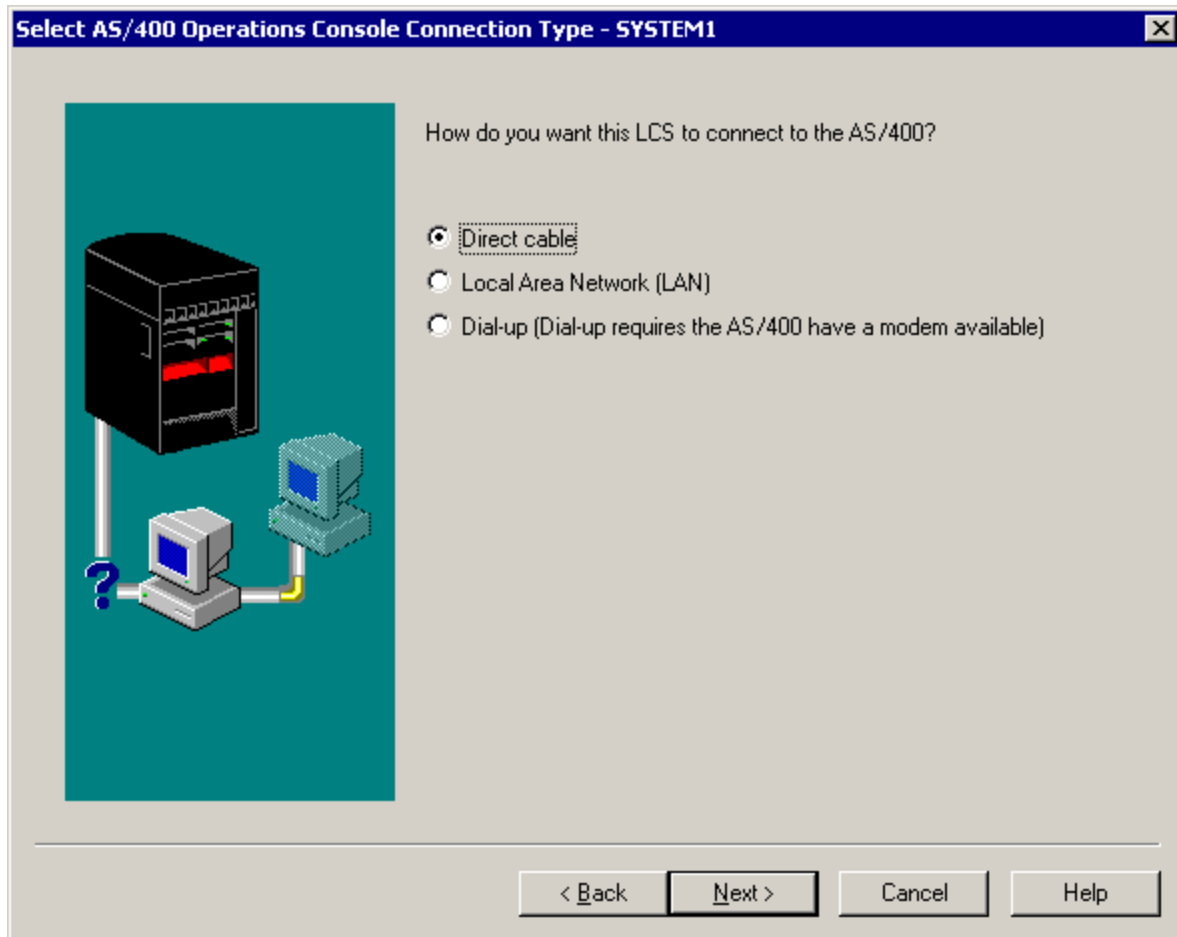 Select AS/400 Operations Console Connection Type - SYSTEM1
How do you want this LCS to connect to the AS/400?
Direct cable
Local Area Network (LAN)
Dial-up (Dial-up requires the AS/400 have a modem available)
?
< Back
Next >
Cancel
Help